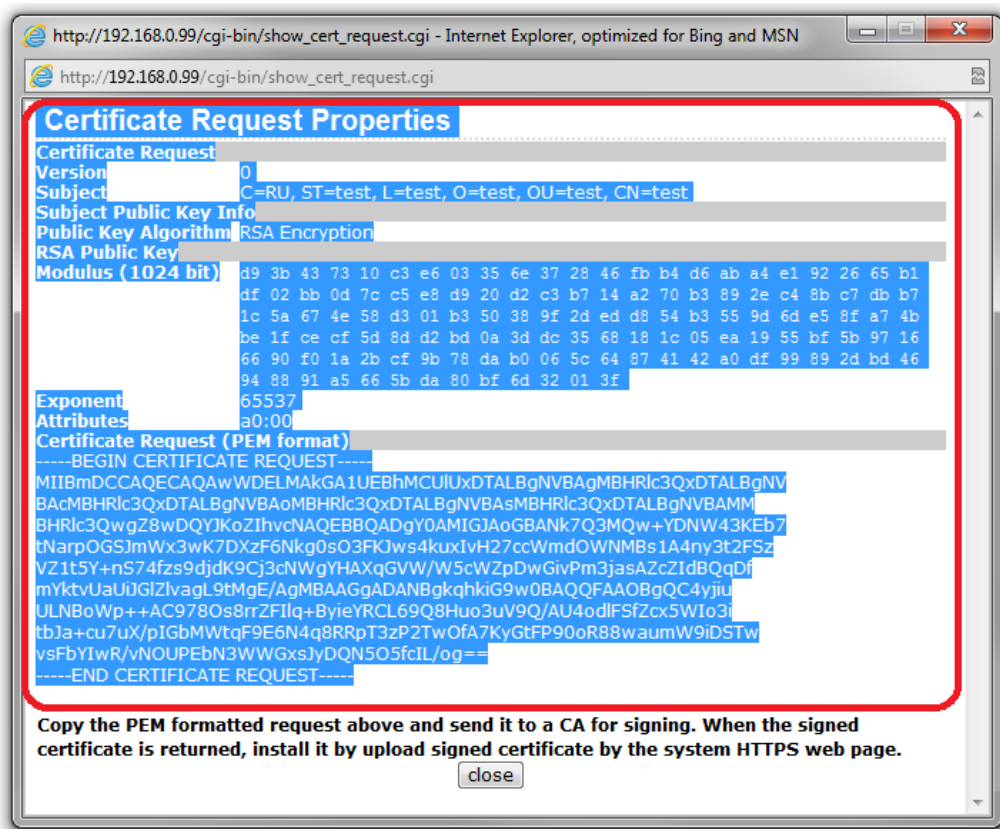 http://192.168.0.99/cgi-bin/show_cert_request.cgi - Internet Explorer, optimized for Bing and MSN
http://192.168.0.99/cgi-bin/show_cert_request.cgi
Certificate Request Properties
Certificate Request
Version 0
Subject C=RU, ST=test, L=test, O=test, OU=test, CN=test
Subject Public Key Info
Public Key Algorithm RSA Encryption
RSA Public Key
Modulus (1024 bit) d9 3b 43 73 10 c3 e6 03 35 6e 37 28 46 fb b4 d6 ab a4 e1 92 26 65 b1
df 02 bb 0d 7c c5 e8 d9 20 d2 c3 b7 14 a2 70 b3 89 2e c4 8b c7 db b7
1c 5a 67 4e 58 d3 01 b3 50 38 9f 2d ed d8 54 b3 55 9d 6d e5 8f a7 4b
be 1f ce cf 5d 8d d2 bd 0a 3d dc 35 68 18 1c 05 ea 19 55 bf 5b 97 16
66 90 f0 1a 2b cf 9b 78 da b0 06 5c 64 87 41 42 a0 df 99 89 2d bd 46
94 88 91 a5 66 5b da 80 bf 6d 32 01 3f
Exponent 65537
Attributes a0:00
Certificate Request (PEM format)
-----BEGIN CERTIFICATE REQUEST-----
MIIBmDCCAQECAQAwWDELMAkGA1UEBhMCUlUxDTALBgNVBAgMBHRlc3QxDTALBgNV
BAcMBHRlc3QxDTALBgNVBAoMBHRlc3QxDTALBgNVBAsMBHRlc3QxDTALBgNVBAMM
BHRlc3QwgZ8wDQYJKoZIhvcNAQEBBQADgY0AMIGJAoGBANk7Q3MQw+YDNW43KEb7
tNarpOGSJmWx3wK7DXzF6Nkg0sO3FKJws4kuxIvH27ccWmdOWNMBs1A4ny3t2FSz
VZ1t5Y+nS74fzs9djdK9Cj3cNWgYHAXqGVW/W5cWZpDwGivPm3jasAZcZIdBQqDf
mYktvUaUiJGlZlvagL9tMgE/AgMBAAGgADANBgkqhkiG9w0BAQQFAAOBgQC4yjiu
ULNBoWp++AC978Os8rrZFIlq+ByieYRCL69Q8Huo3uV9Q/AU4odlFSfZcx5WIo3i
tbJa+cu7uX/pIGbMWtqF9E6N4q8RRpT3zP2TwOfA7KyGtFP90oR88waumW9iDSTw
vsFbYIwR/vNOUPEbN3WWGxsJyDQN5O5fcIL/og==
-----END CERTIFICATE REQUEST-----
Copy the PEM formatted request above and send it to a CA for signing. When the signed
certificate is returned, install it by upload signed certificate by the system HTTPS web page.
close